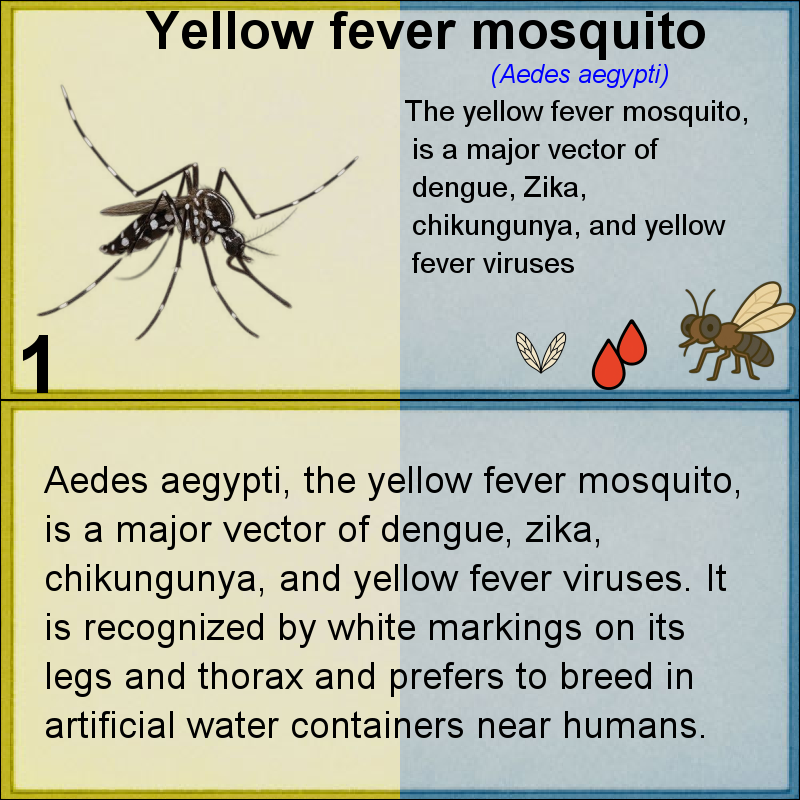 Yellow fever mosquito
(Aedes aegypti)
The yellow fever mosquito,
is a major vector of
dengue, Zika,
chikungunya, and yellow
fever viruses
1
Aedes aegypti, the yellow fever mosquito,
is a major vector of dengue, zika,
chikungunya, and yellow fever viruses. It
is recognized by white markings on its
legs and thorax and prefers to breed in
artificial water containers near humans.